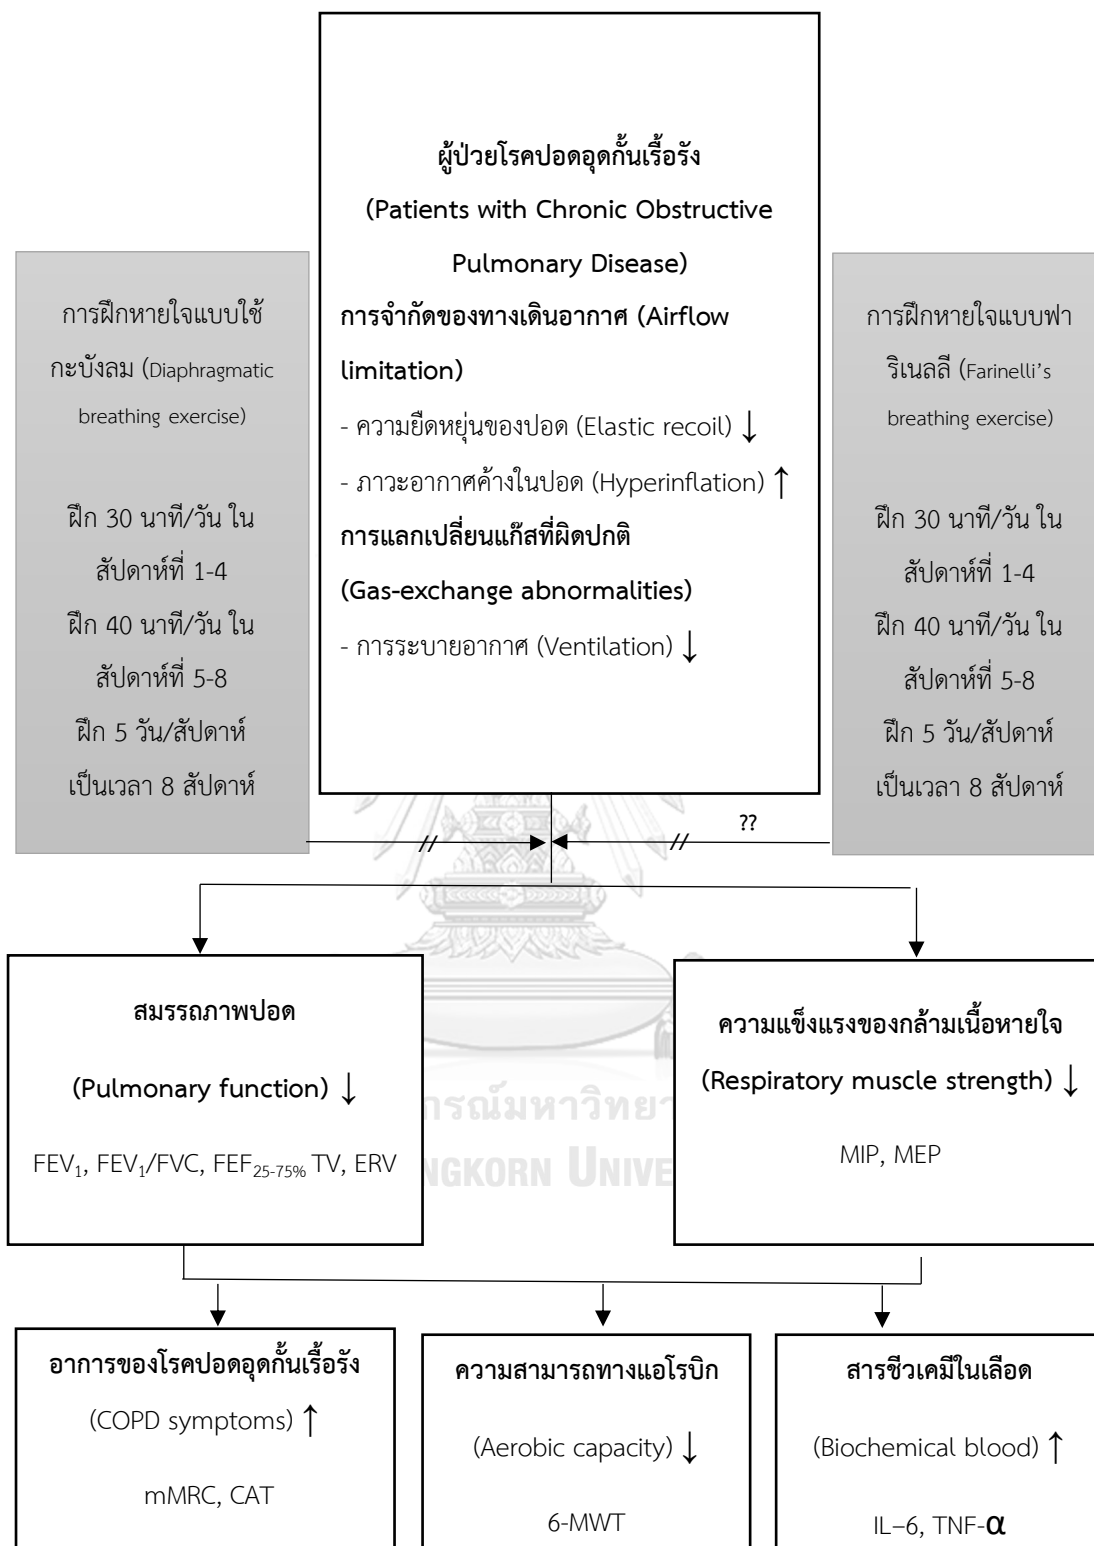 ผู้ป่วยโรคปอดอุดกั้นเรื้อรัง
(Patients with Chronic Obstructive
Pulmonary Disease)
การจำกัดของทางเดินอากาศ (Airflow
limitation)
- ความยืดหยุ่นของปอด (Elastic recoil) ↓
- ภาวะอากาศค้างในปอด (Hyperinflation) ↑
การแลกเปลี่ยนแก๊สที่ผิดปกติ
(Gas-exchange abnormalities)
- การระบายอากาศ (Ventilation) ↓
การฝึกหายใจแบบใช้
กะบังลม (Diaphragmatic
breathing exercise)
ฝึก 30 นาที/วัน ใน
สัปดาห์ที่ 1-4
ฝึก 40 นาที/วัน ใน
สัปดาห์ที่ 5-8
ฝึก 5 วัน/สัปดาห์
เป็นเวลา 8 สัปดาห์
การฝึกหายใจแบบฟา
ริเนลลี (Farinelli’s
breathing exercise)
ฝึก 30 นาที/วัน ใน
สัปดาห์ที่ 1-4
ฝึก 40 นาที/วัน ใน
สัปดาห์ที่ 5-8
ฝึก 5 วัน/สัปดาห์
เป็นเวลา 8 สัปดาห์
//
// ??
สมรรถภาพปอด
(Pulmonary function) ↓
FEV1, FEV1/FVC, FEF25-75% TV, ERV
ความแข็งแรงของกล้ามเนื้อหายใจ
(Respiratory muscle strength) ↓
MIP, MEP
กรณ์มหาวิทยา
NGKORN UNIVE
อาการของโรคปอดอุดกั้นเรื้อรัง
(COPD symptoms) ↑
mMRC, CAT
ความสามารถทางแอโรบิก
(Aerobic capacity) ↓
6-MWT
สารชีวเคมีในเลือด
(Biochemical blood) ↑
IL–6, TNF-α